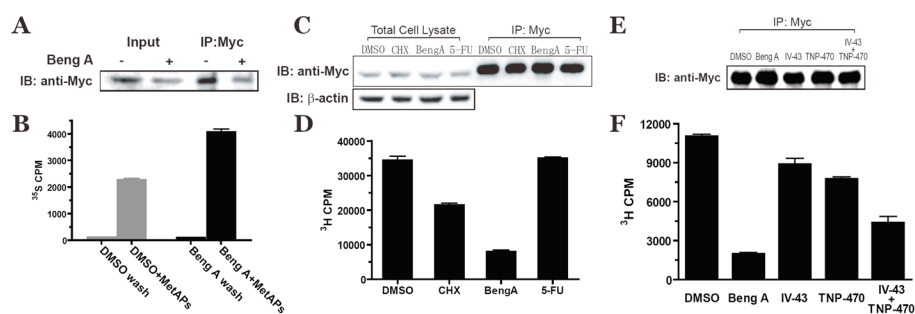 A
Input IP:Myc
Beng A - + - +
IB: anti-Myc
B
4000
3000
2000
1000
0
³⁵S CPM
DMSO wash
DMSO+MetAPs
Beng A wash
Beng A+MetAPs
C
Total Cell Lysate IP: Myc
DMSO CHX BengA 5-FU DMSO CHX BengA 5-FU
IB: anti-Myc
IB: β-actin
D
40000
30000
20000
10000
0
³H CPM
DMSO CHX BengA 5-FU
E
IP: Myc
DMSO Beng A IV-43 TNP-470 IV-43 + TNP-470
IB: anti-Myc
F
12000
9000
6000
3000
0
³H CPM
DMSO Beng A IV-43 TNP-470 IV-43 + TNP-470